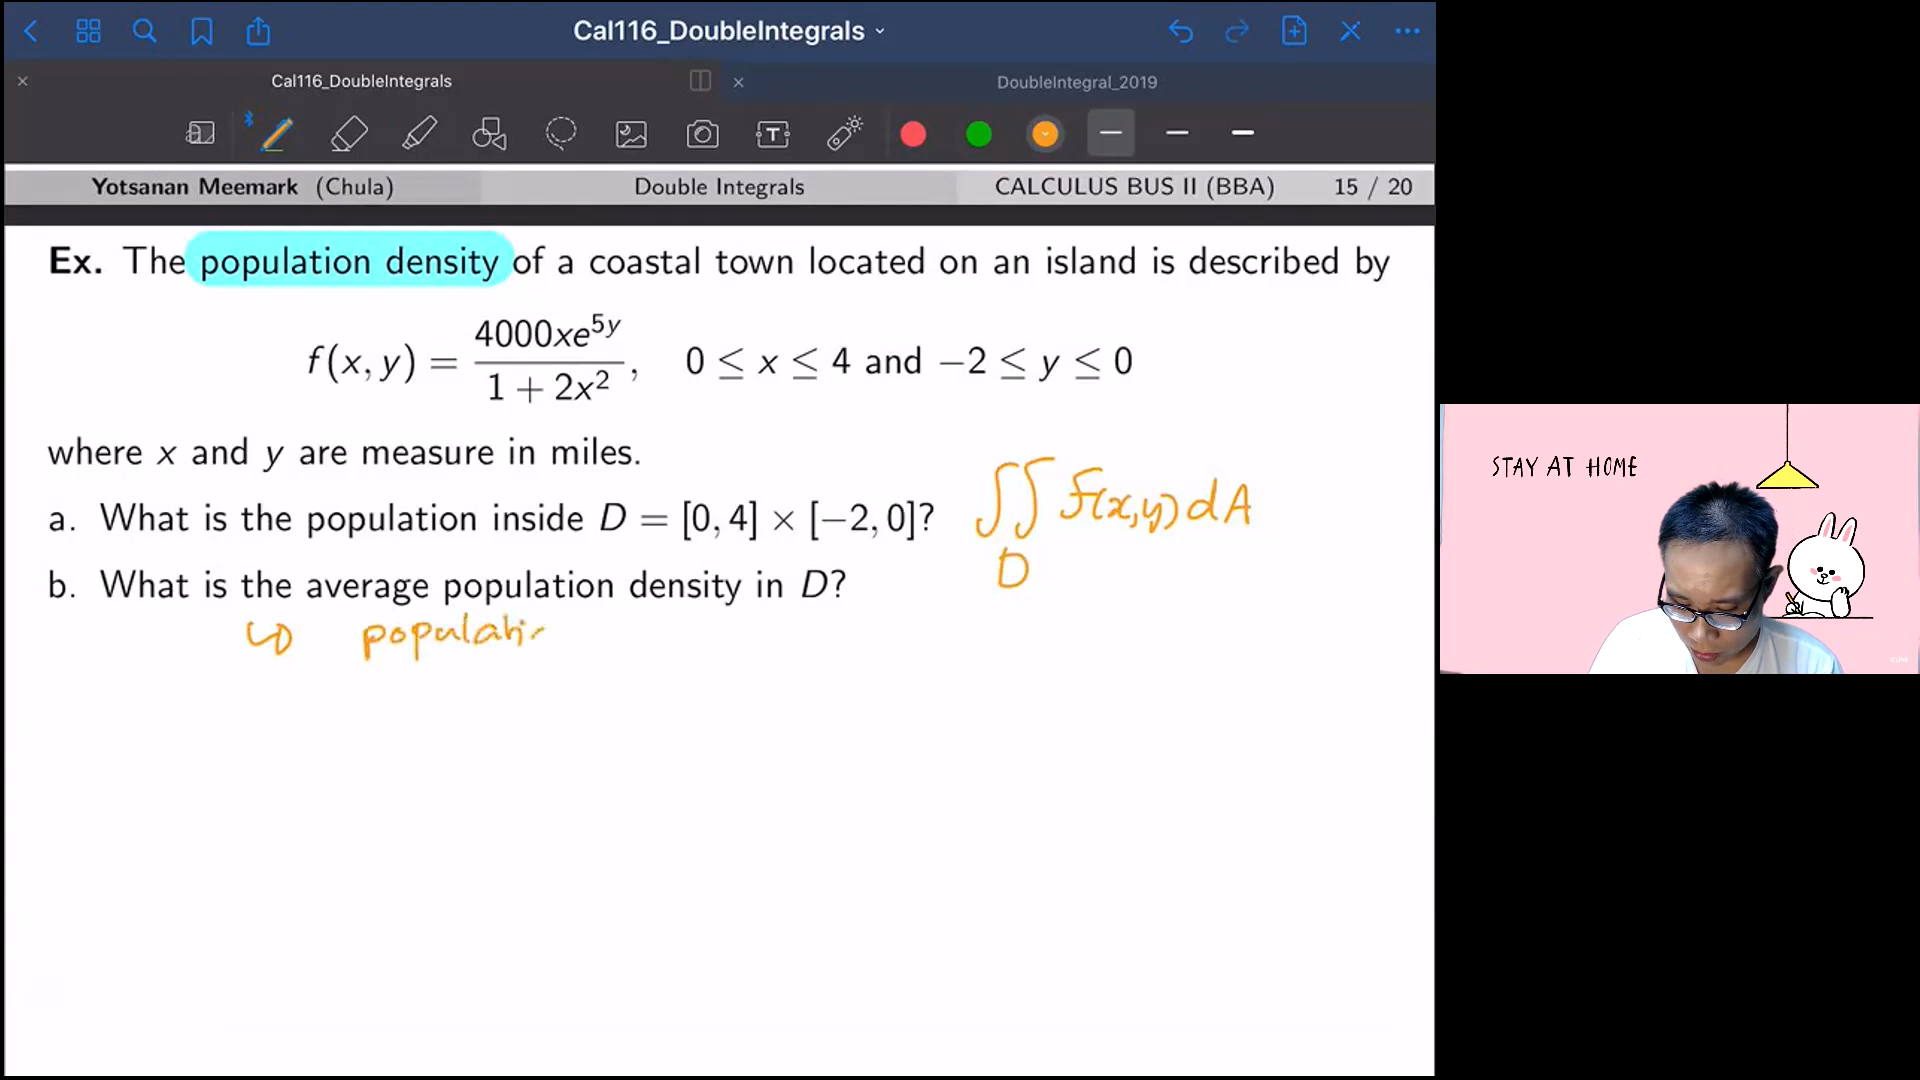 Cal116_DoubleIntegrals
Cal116_DoubleIntegrals
DoubleIntegral_2019
Yotsanan Meemark (Chula) Double Integrals CALCULUS BUS II (BBA) 15 / 20
Ex. The population density of a coastal town located on an island is described by
f(x, y) = \frac{4000xe^{5y}}{1 + 2x^2}, 0 ≤ x ≤ 4 and −2 ≤ y ≤ 0
where x and y are measure in miles.
a. What is the population inside D = [0, 4] × [−2, 0]? ∬_D f(x,y) dA
b. What is the average population density in D?
populati
STAY AT HOME